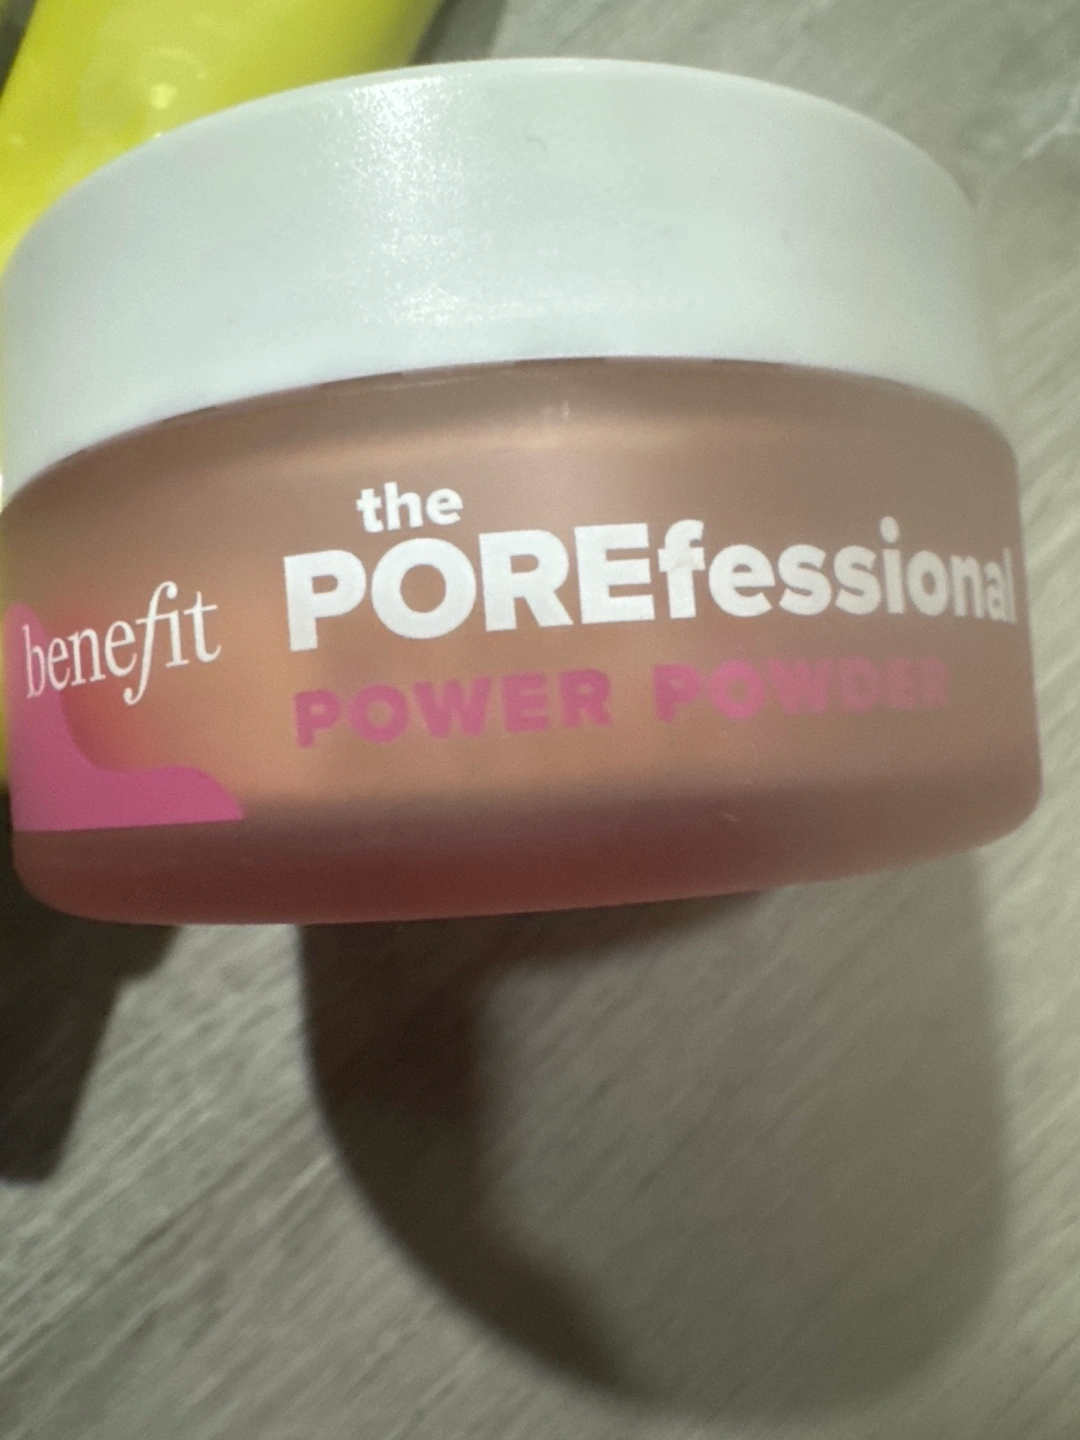 the
POREfessional
benefit
POWER POWDER